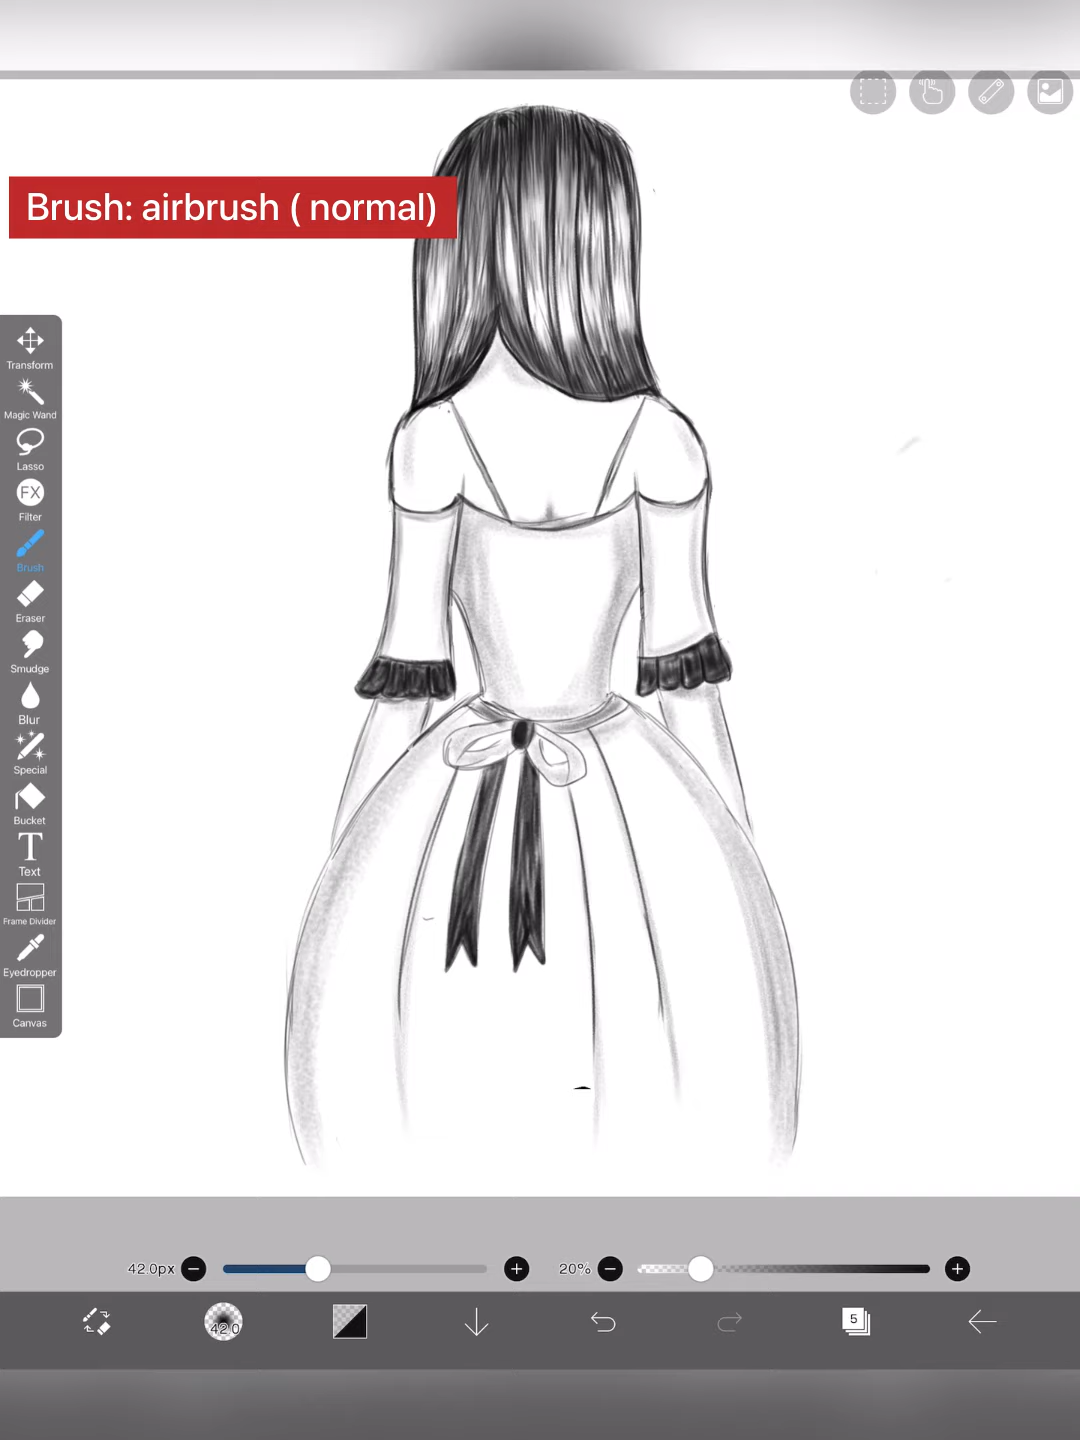 Brush: airbrush ( normal)
Transform
Magic Wand
Lasso
FX
Filter
Brush
Eraser
Smudge
Blur
Special
Bucket
T
Text
Frame Divider
Eyedropper
Canvas
42.0px
20%
42.0
5